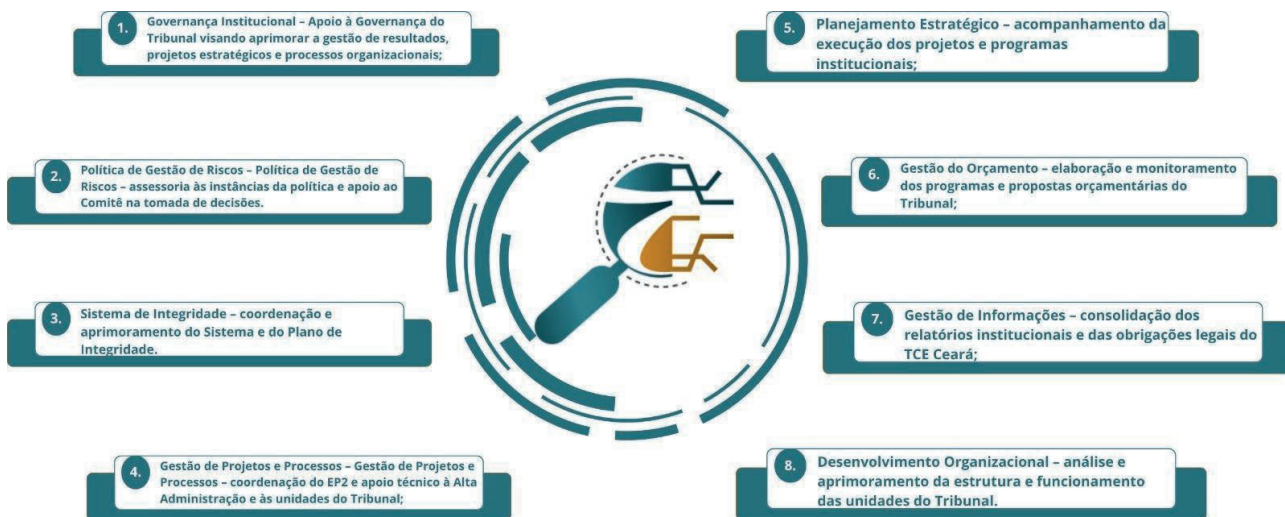 1.
Governança Institucional – Apoio à Governança do
Tribunal visando aprimorar a gestão de resultados,
projetos estratégicos e processos organizacionais;
2.
Política de Gestão de Riscos – Política de Gestão de
Riscos – assessoria às instâncias da política e apoio ao
Comitê na tomada de decisões.
3.
Sistema de Integridade – coordenação e
aprimoramento do Sistema e do Plano de
Integridade.
4.
Gestão de Projetos e Processos – Gestão de Projetos e
Processos – coordenação do EP2 e apoio técnico à Alta
Administração e às unidades do Tribunal;
5.
Planejamento Estratégico – acompanhamento da
execução dos projetos e programas
institucionais;
6.
Gestão do Orçamento – elaboração e monitoramento
dos programas e propostas orçamentárias do
Tribunal;
7.
Gestão de Informações – consolidação dos
relatórios institucionais e das obrigações legais do
TCE Ceará;
8.
Desenvolvimento Organizacional – análise e
aprimoramento da estrutura e funcionamento
das unidades do Tribunal.